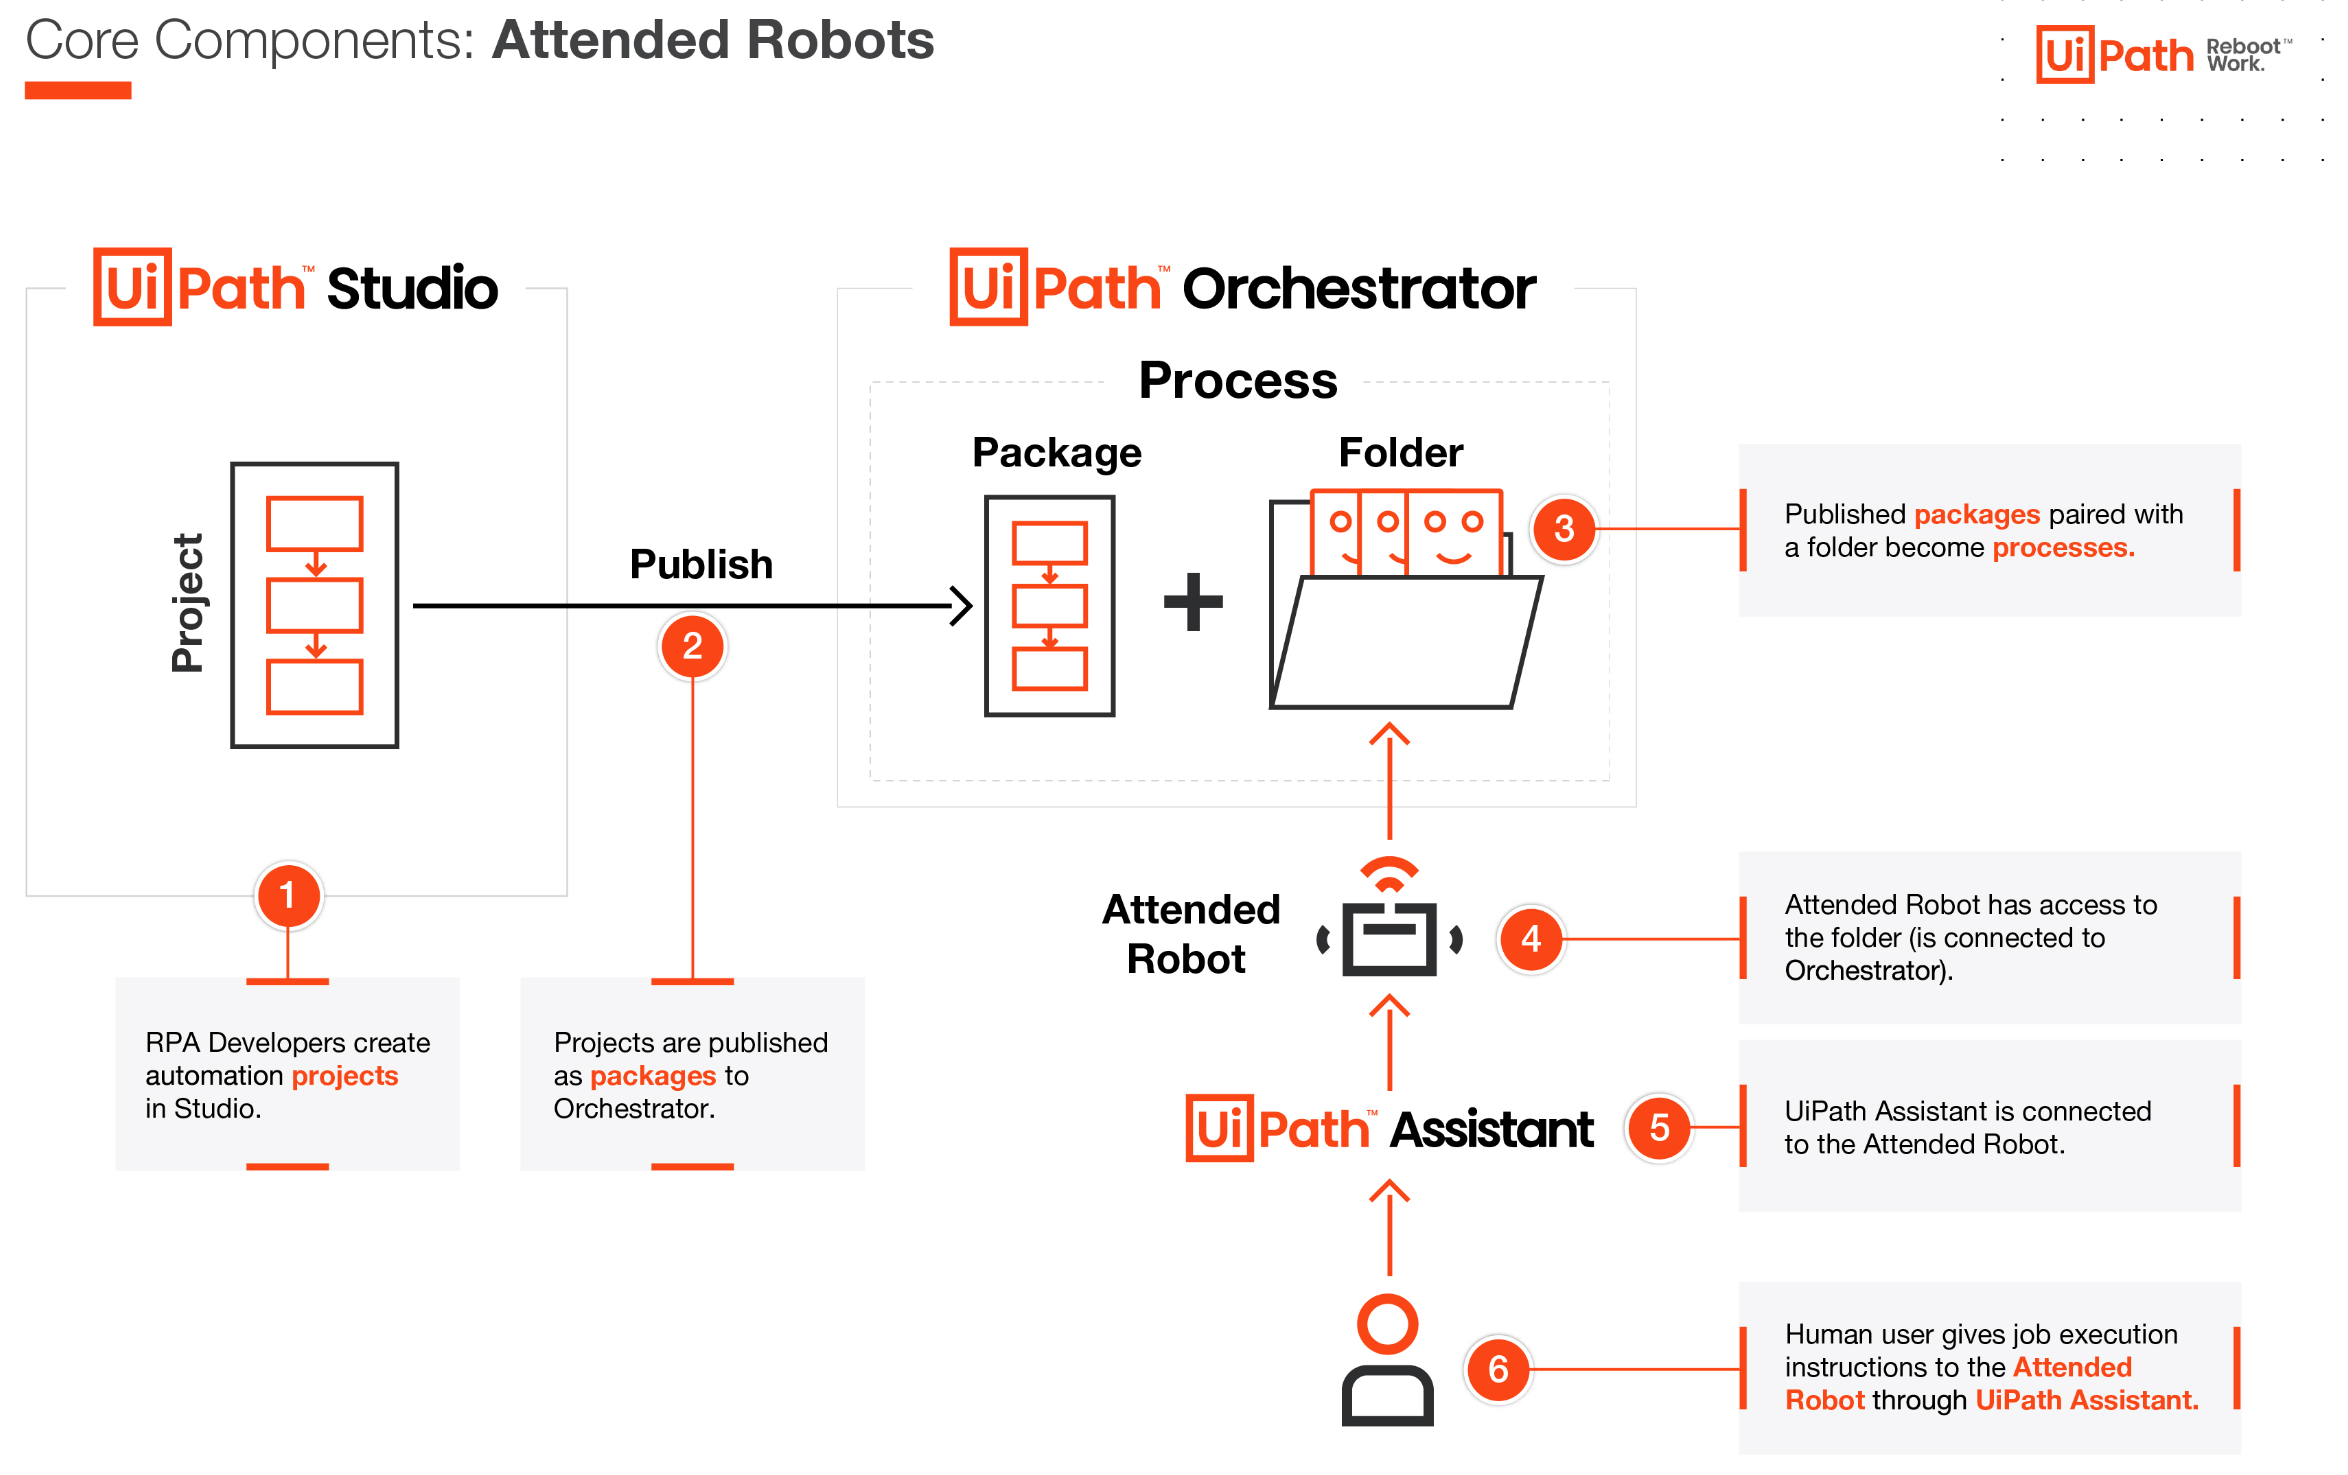 Core Components: Attended Robots
UiPath Reboot™
Work.
UiPath™ Studio
UiPath™ Orchestrator
Process
Package
Folder
Project
Publish
3
Published packages paired with
a folder become processes.
2
1
Attended
Robot
4
Attended Robot has access to
the folder (is connected to
Orchestrator).
RPA Developers create
automation projects
in Studio.
Projects are published
as packages to
Orchestrator.
UiPath™ Assistant
5
UiPath Assistant is connected
to the Attended Robot.
6
Human user gives job execution
instructions to the Attended
Robot through UiPath Assistant.